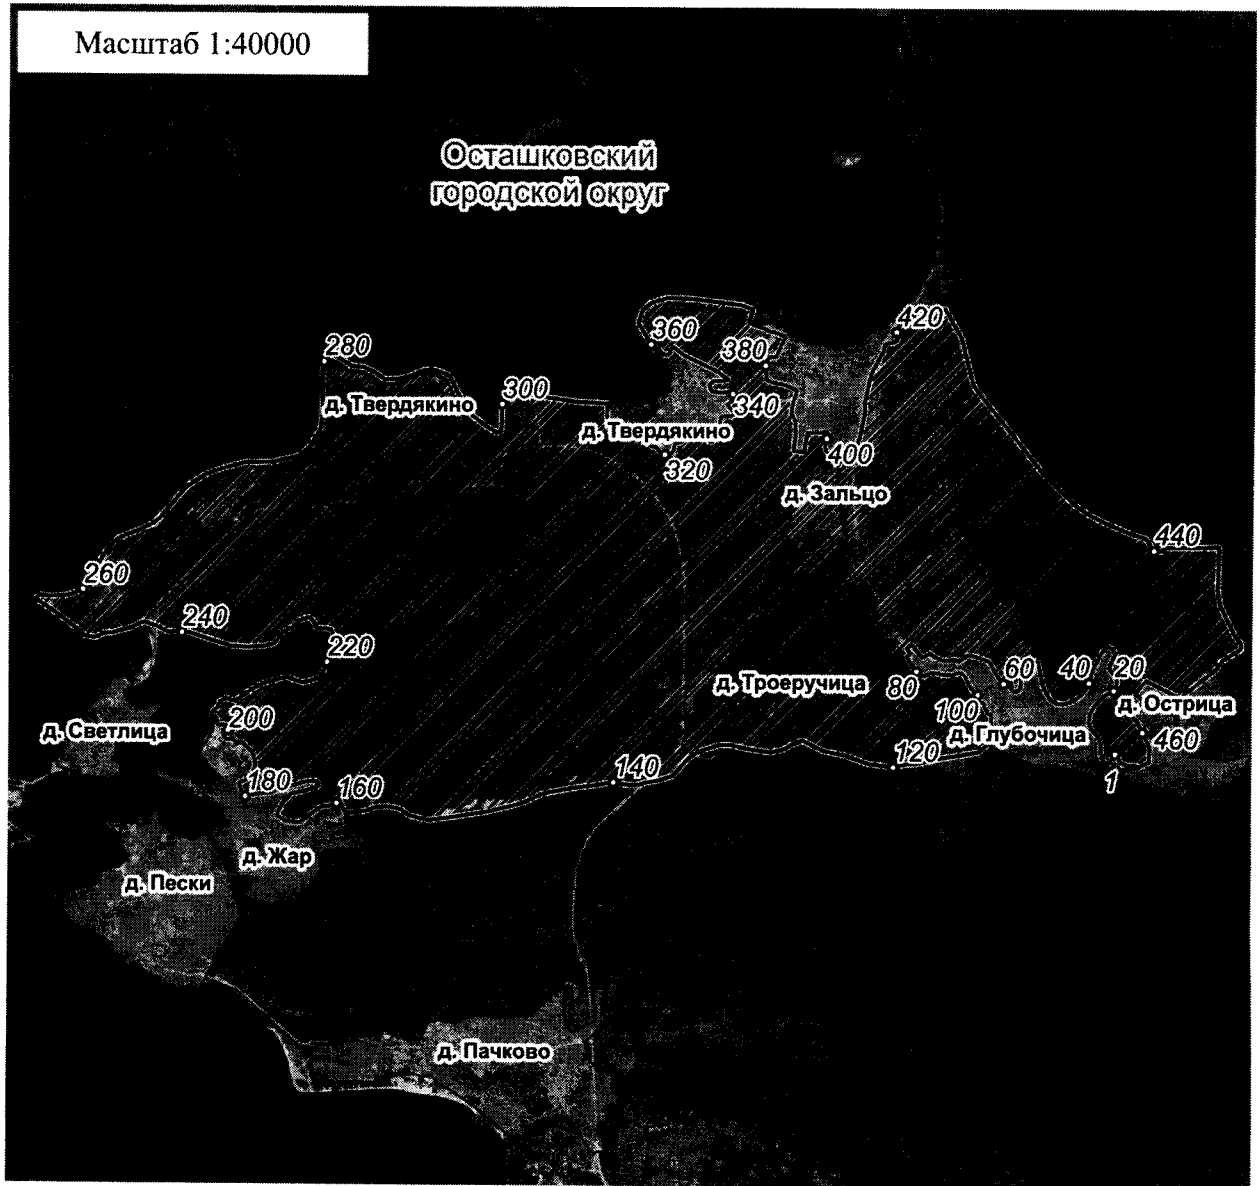 Масштаб 1:40000
Осташковский
городской округ
420
360
280
380
300
340
д. Твердякино
д. Твердякино
400
320
д. Зальцо
440
260
240
220
60
40
20
80
д. Троеручица
100
д. Острица
200
д. Светлица
д. Глубочица
460
120
180
140
1
160
д. Жар
д. Пески
д. Пачково